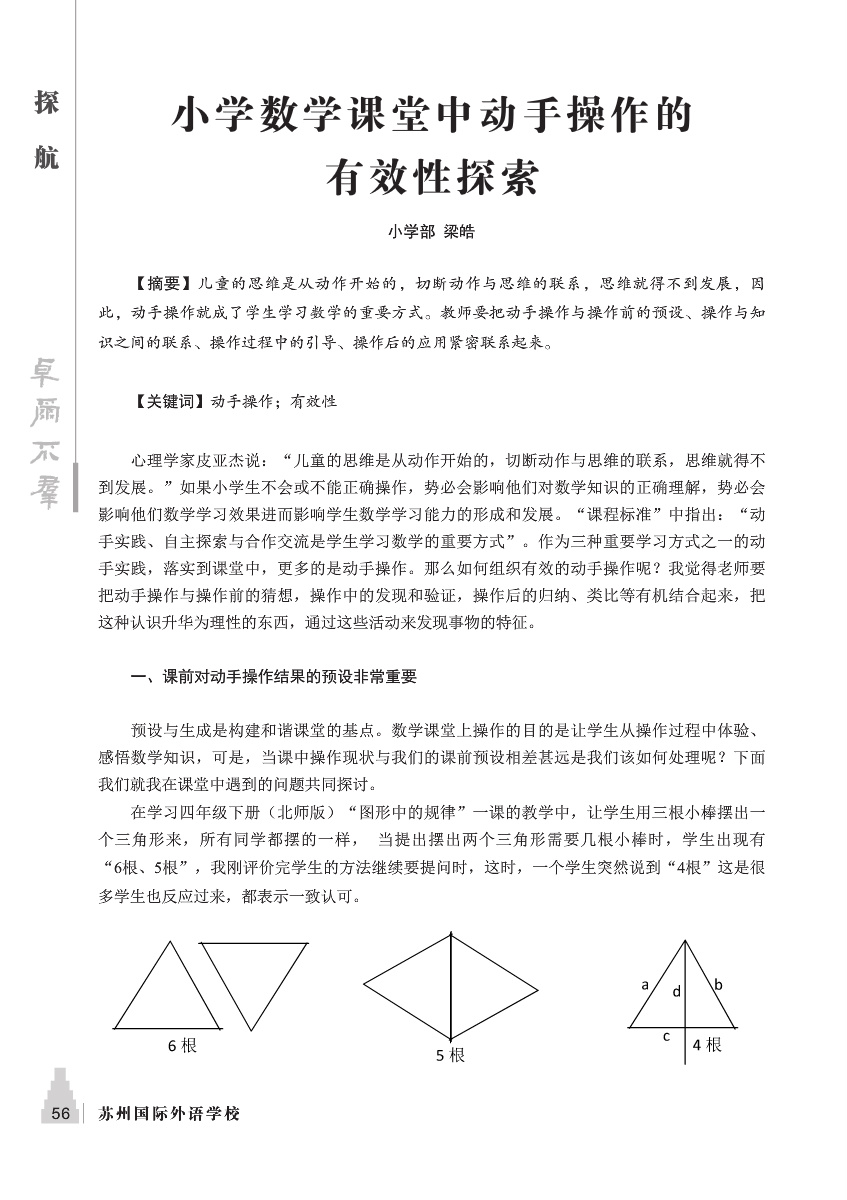 探
航
卓
爾
不
羣
小学数学课堂中动手操作的
有效性探索
小学部 梁皓
【摘要】儿童的思维是从动作开始的，切断动作与思维的联系，思维就得不到发展，因
此，动手操作就成了学生学习数学的重要方式。教师要把动手操作与操作前的预设、操作与知
识之间的联系、操作过程中的引导、操作后的应用紧密联系起来。
【关键词】动手操作；有效性
心理学家皮亚杰说：“儿童的思维是从动作开始的，切断动作与思维的联系，思维就得不
到发展。”如果小学生不会或不能正确操作，势必会影响他们对数学知识的正确理解，势必会
影响他们数学学习效果进而影响学生数学学习能力的形成和发展。“课程标准”中指出：“动
手实践、自主探索与合作交流是学生学习数学的重要方式”。作为三种重要学习方式之一的动
手实践，落实到课堂中，更多的是动手操作。那么如何组织有效的动手操作呢？我觉得老师要
把动手操作与操作前的猜想，操作中的发现和验证，操作后的归纳、类比等有机结合起来，把
这种认识升华为理性的东西，通过这些活动来发现事物的特征。
一、课前对动手操作结果的预设非常重要
预设与生成是构建和谐课堂的基点。数学课堂上操作的目的是让学生从操作过程中体验、
感悟数学知识，可是，当课中操作现状与我们的课前预设相差甚远是我们该如何处理呢？下面
我们就我在课堂中遇到的问题共同探讨。
在学习四年级下册（北师版）“图形中的规律”一课的教学中，让学生用三根小棒摆出一
个三角形来，所有同学都摆的一样， 当提出摆出两个三角形需要几根小棒时，学生出现有
“6根、5根”，我刚评价完学生的方法继续要提问时，这时，一个学生突然说到“4根”这是很
多学生也反应过来，都表示一致认可。
6 根
5 根
a
d
b
c
4 根
56
苏州国际外语学校